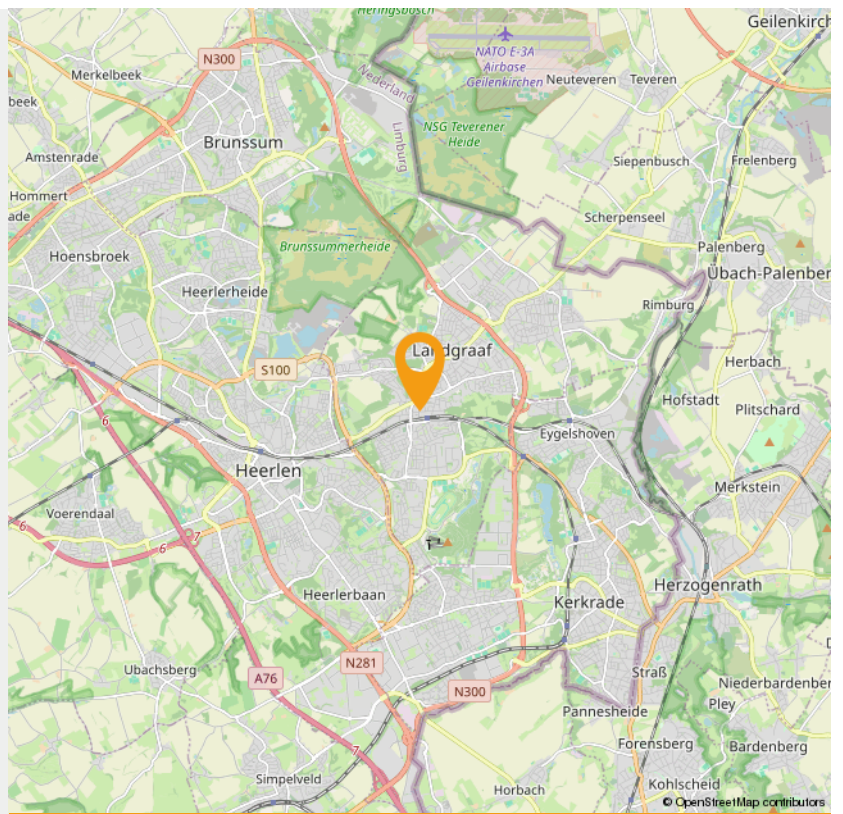 Heringsbosch
Geilenkirch
N300
NATO E-3A
Airbase
Geilenkirchen
Merkelbeek
Nederland
Neuteveren
Teveren
beek
Limburg
NSG Teverener
Heide
Brunssum
Amstenrade
Siepenbusch
Frelenberg
Hommert
ade
Scherpenseel
Brunssummerheide
Palenberg
Hoensbroek
Übach-Palenber
Heerlerheide
Rimburg
Landgraaf
S100
Herbach
Hofstadt
Plitschard
6
Eygelshoven
Heerlen
Merkstein
Voerendaal
6
7
6
Herzogenrath
Heerlerbaan
Kerkrade
Ubachsberg
N281
A76
Straß
N300
Niederbardenber
Pley
Pannesheide
Forensberg
Bardenberg
7
Simpelveld
Horbach
Kohlscheid
© OpenStreetMap contributors